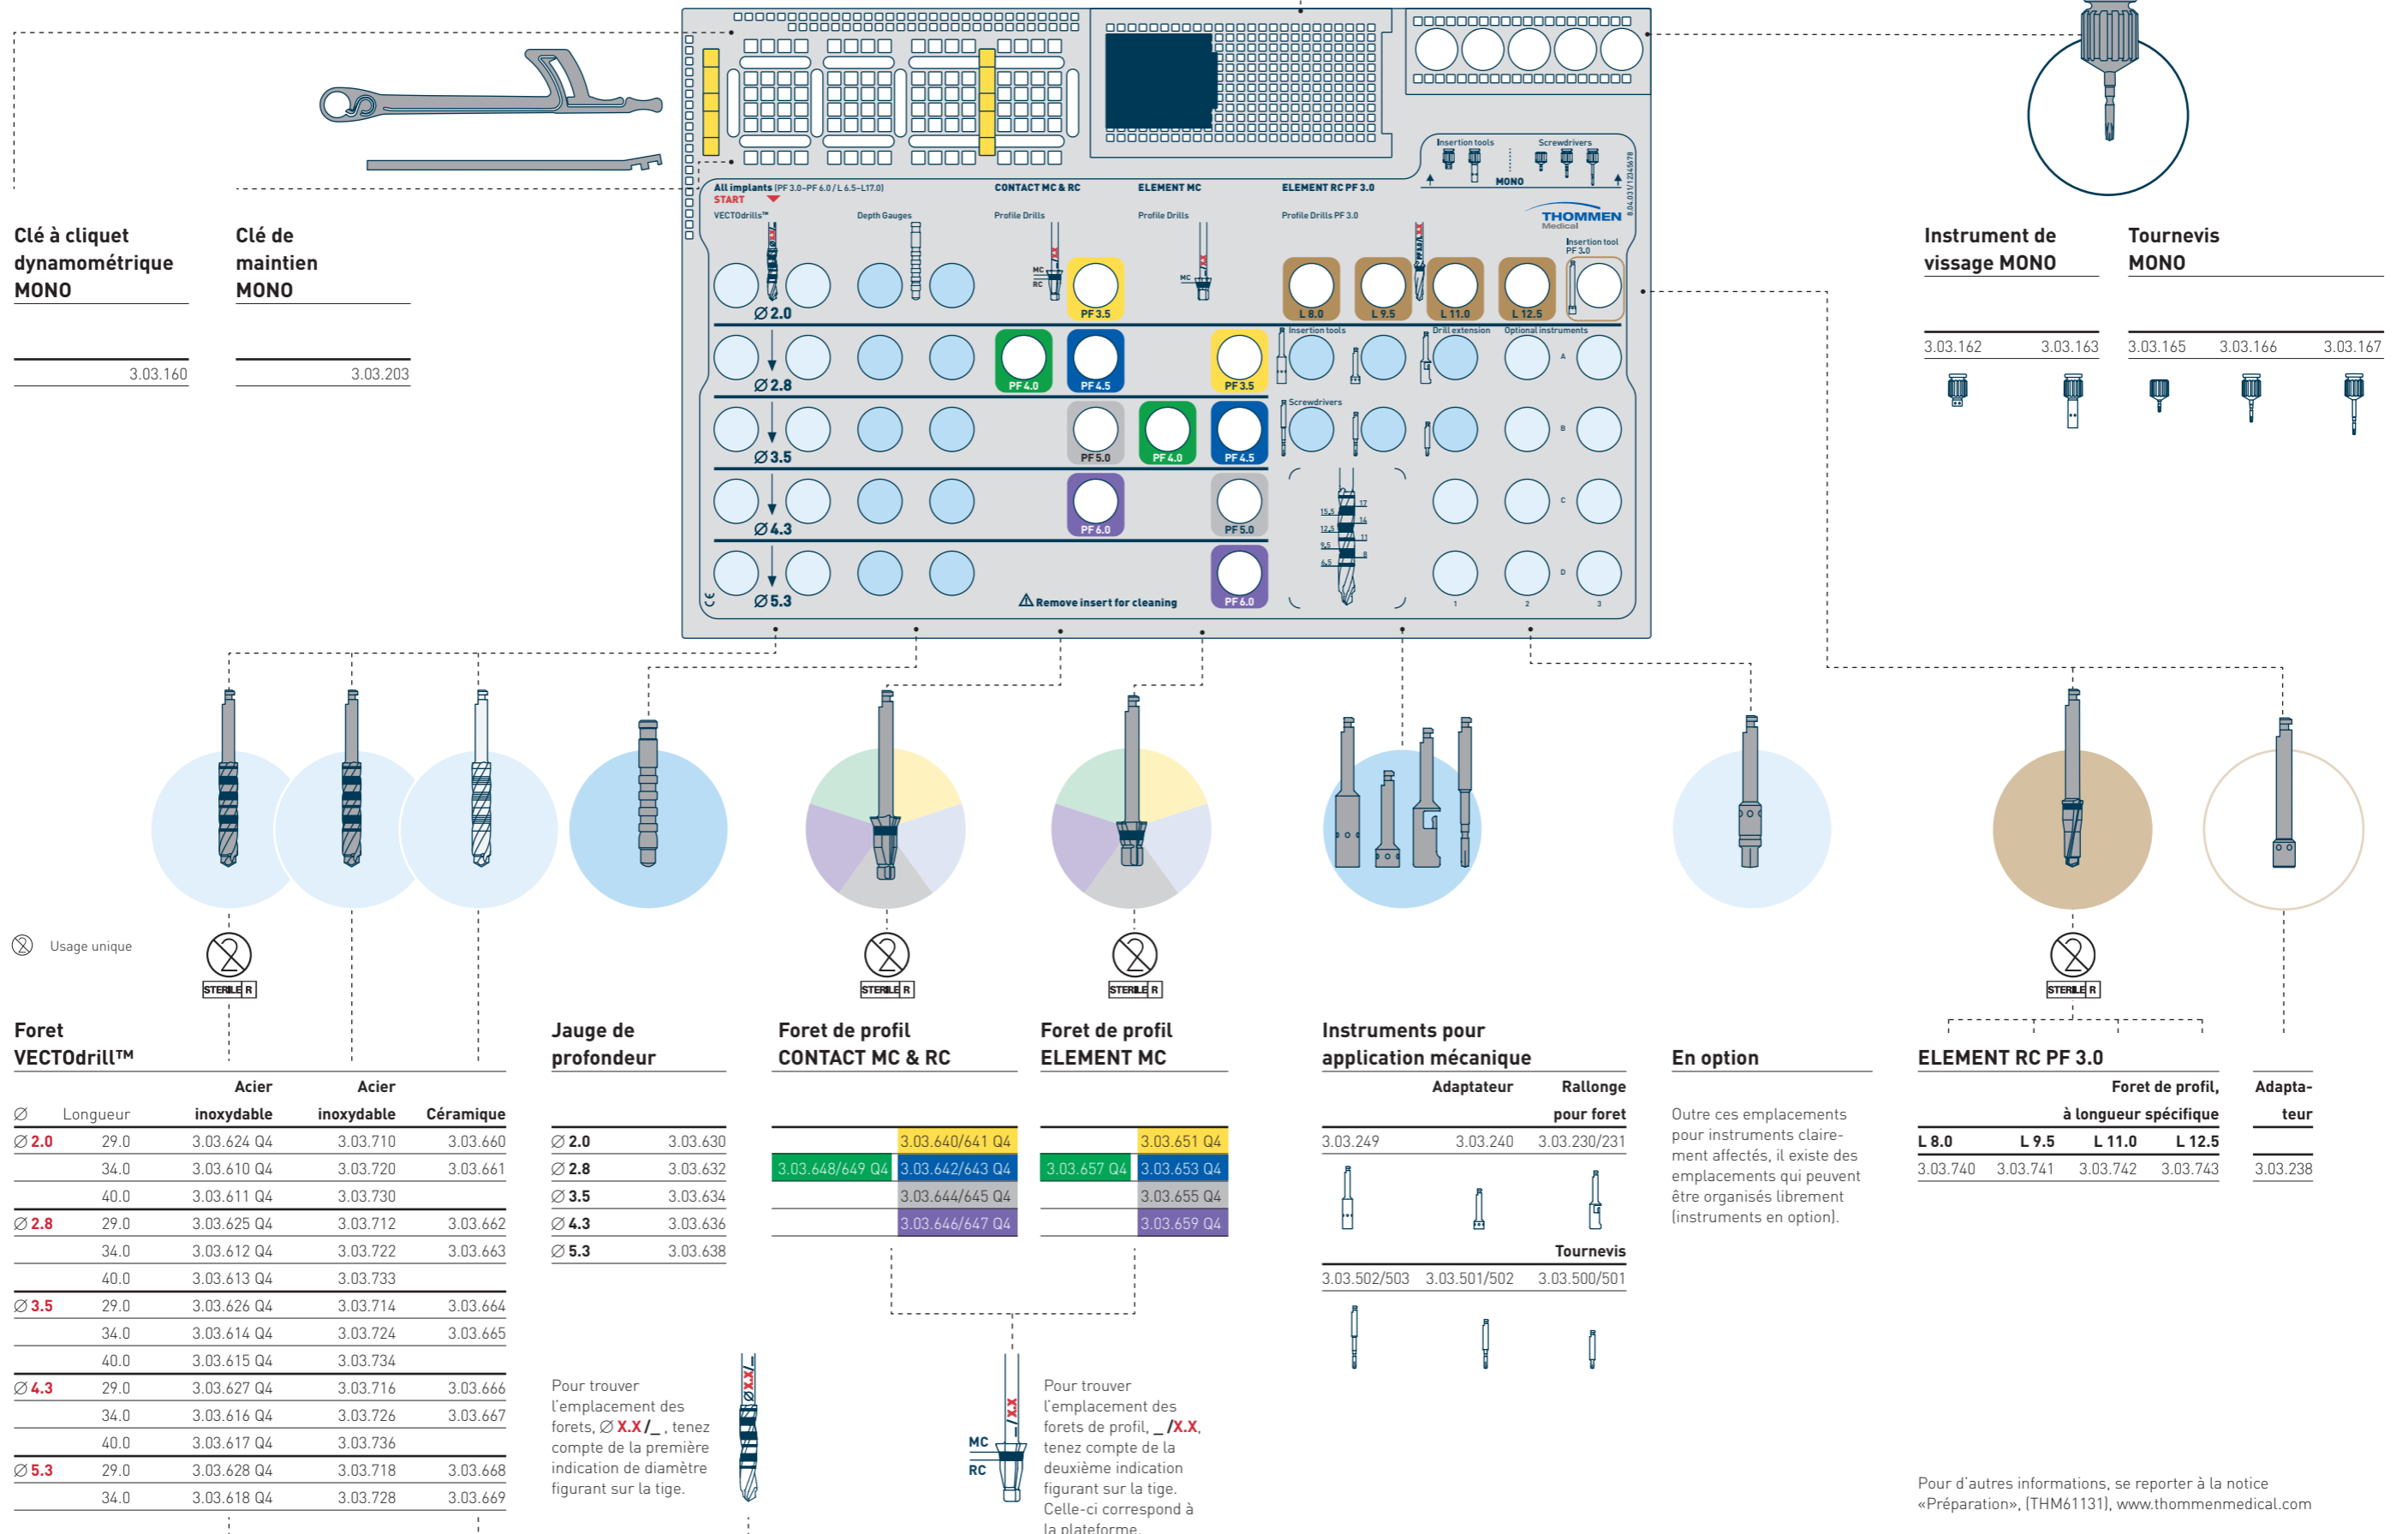 All implants (PF 3.0–PF 6.0 / L 6.5–L17.0)
START
VECTOdrills™
Depth Gauges
CONTACT MC & RC
Profile Drills
ELEMENT MC
Profile Drills
ELEMENT RC PF 3.0
Profile Drills PF 3.0
Insertion tools
Screwdrivers
MONO
8.04.031/12345678
THOMMEN
Medical
Insertion tool
PF 3.0
MC
RC
MC
Ø 2.0
PF 3.5
L 8.0
L 9.5
L 11.0
L 12.5
Insertion tools
Drill extension
Optional instruments
A
Ø 2.8
PF 4.0
PF 4.5
PF 3.5
Screwdrivers
B
Ø 3.5
PF 5.0
PF 4.0
PF 4.5
C
Ø 4.3
PF 6.0
PF 5.0
17
15,5
16
12,5
11
9,5
8
6,5
D
Ø 5.3
Remove insert for cleaning
PF 6.0
1
2
3
Clé à cliquet
dynamométrique
MONO
3.03.160
Clé de
maintien
MONO
3.03.203
Instrument de
vissage MONO
3.03.162 3.03.163
Tournevis
MONO
3.03.165 3.03.166 3.03.167
2 Usage unique
2
STERILE R
2
STERILE R
2
STERILE R
2
STERILE R
Foret
VECTOdrill™
Acier Acier
Ø Longueur inoxydable inoxydable Céramique
Ø 2.0 29.0 3.03.624 Q4 3.03.710 3.03.660
34.0 3.03.610 Q4 3.03.720 3.03.661
40.0 3.03.611 Q4 3.03.730
Ø 2.8 29.0 3.03.625 Q4 3.03.712 3.03.662
34.0 3.03.612 Q4 3.03.722 3.03.663
40.0 3.03.613 Q4 3.03.733
Ø 3.5 29.0 3.03.626 Q4 3.03.714 3.03.664
34.0 3.03.614 Q4 3.03.724 3.03.665
40.0 3.03.615 Q4 3.03.734
Ø 4.3 29.0 3.03.627 Q4 3.03.716 3.03.666
34.0 3.03.616 Q4 3.03.726 3.03.667
40.0 3.03.617 Q4 3.03.736
Ø 5.3 29.0 3.03.628 Q4 3.03.718 3.03.668
34.0 3.03.618 Q4 3.03.728 3.03.669
Jauge de
profondeur
Ø 2.0 3.03.630
Ø 2.8 3.03.632
Ø 3.5 3.03.634
Ø 4.3 3.03.636
Ø 5.3 3.03.638
Pour trouver
l'emplacement des
forets, Ø X.X /_ , tenez
compte de la première
indication de diamètre
figurant sur la tige.
Ø X.X/_
Foret de profil
CONTACT MC & RC
3.03.640/641 Q4
3.03.648/649 Q4 3.03.642/643 Q4
3.03.644/645 Q4
3.03.646/647 Q4
Foret de profil
ELEMENT MC
3.03.651 Q4
3.03.657 Q4 3.03.653 Q4
3.03.655 Q4
3.03.659 Q4
_/X.X
MC
RC
Pour trouver
l'emplacement des
forets de profil, _ /X.X,
tenez compte de la
deuxième indication
figurant sur la tige.
Celle-ci correspond à
la plateforme.
Instruments pour
application mécanique
Adaptateur Rallonge
pour foret
3.03.249 3.03.240 3.03.230/231
Tournevis
3.03.502/503 3.03.501/502 3.03.500/501
En option
Outre ces emplacements
pour instruments claire-
ment affectés, il existe des
emplacements qui peuvent
être organisés librement
(instruments en option).
ELEMENT RC PF 3.0
Foret de profil,
à longueur spécifique
L 8.0 L 9.5 L 11.0 L 12.5
3.03.740 3.03.741 3.03.742 3.03.743
Adapta-
teur
3.03.238
Pour d'autres informations, se reporter à la notice
«Préparation», (THM61131), www.thommenmedical.com